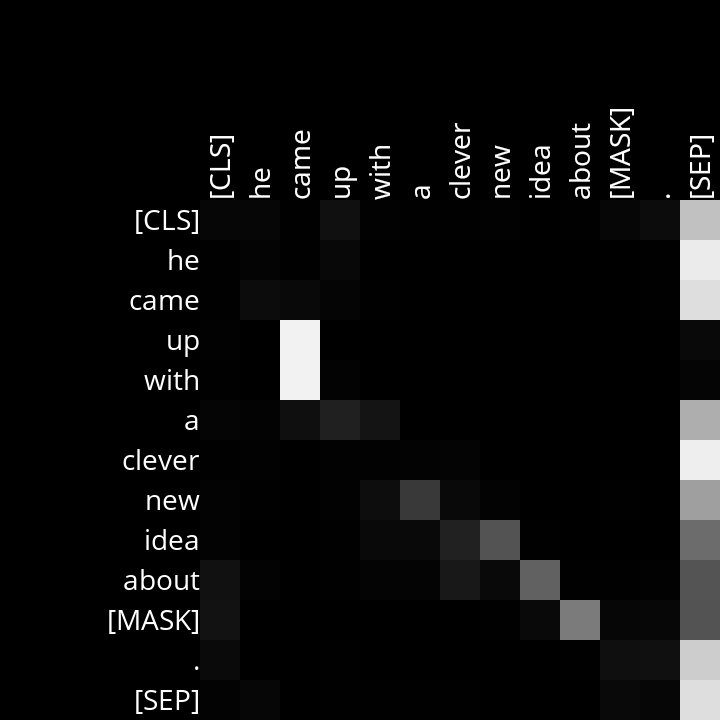 [CLS] he came up with a clever new idea about [MASK] . [SEP]
[CLS]
he
came
up
with
a
clever
new
idea
about
[MASK]
.
[SEP]